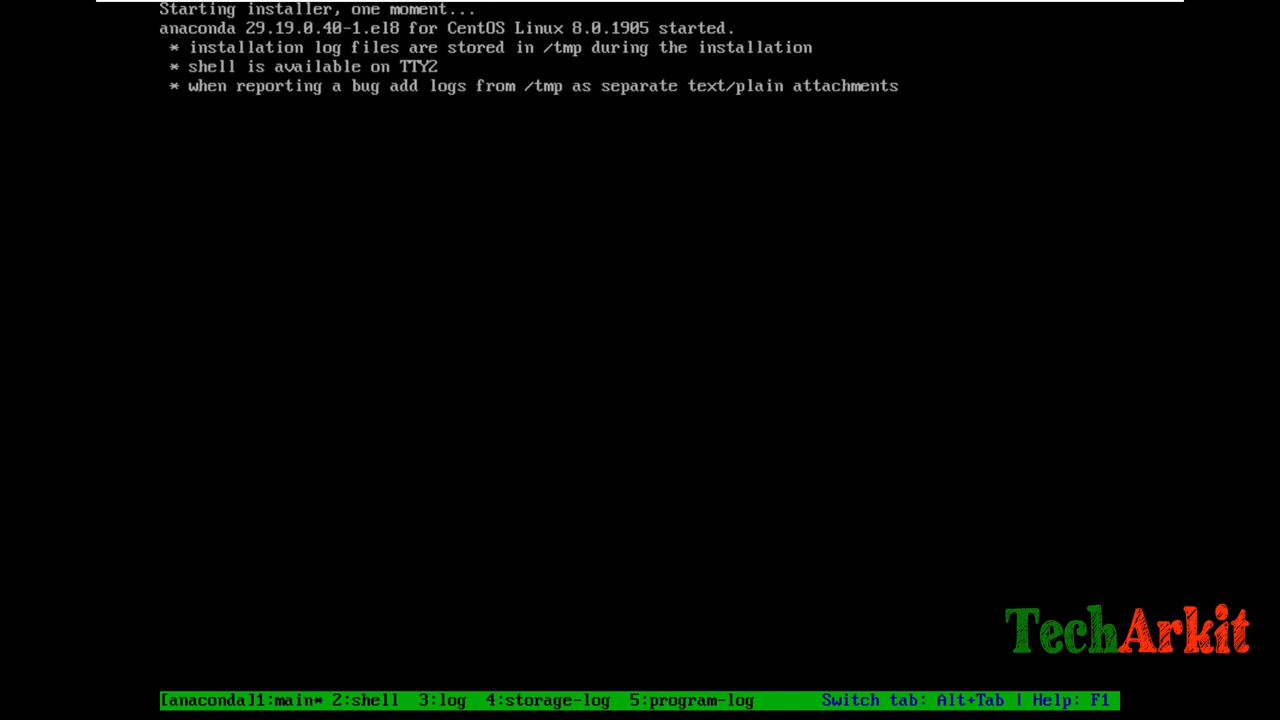 Starting installer, one moment...
anaconda 29.19.0.40-1.el8 for CentOS Linux 8.0.1905 started.
* installation log files are stored in /tmp during the installation
* shell is available on TTY2
* when reporting a bug add logs from /tmp as separate text/plain attachments
TechArkit
[anaconda]1:main* 2:shell 3:log 4:storage-log 5:program-log Switch tab: Alt+Tab | Help: F1